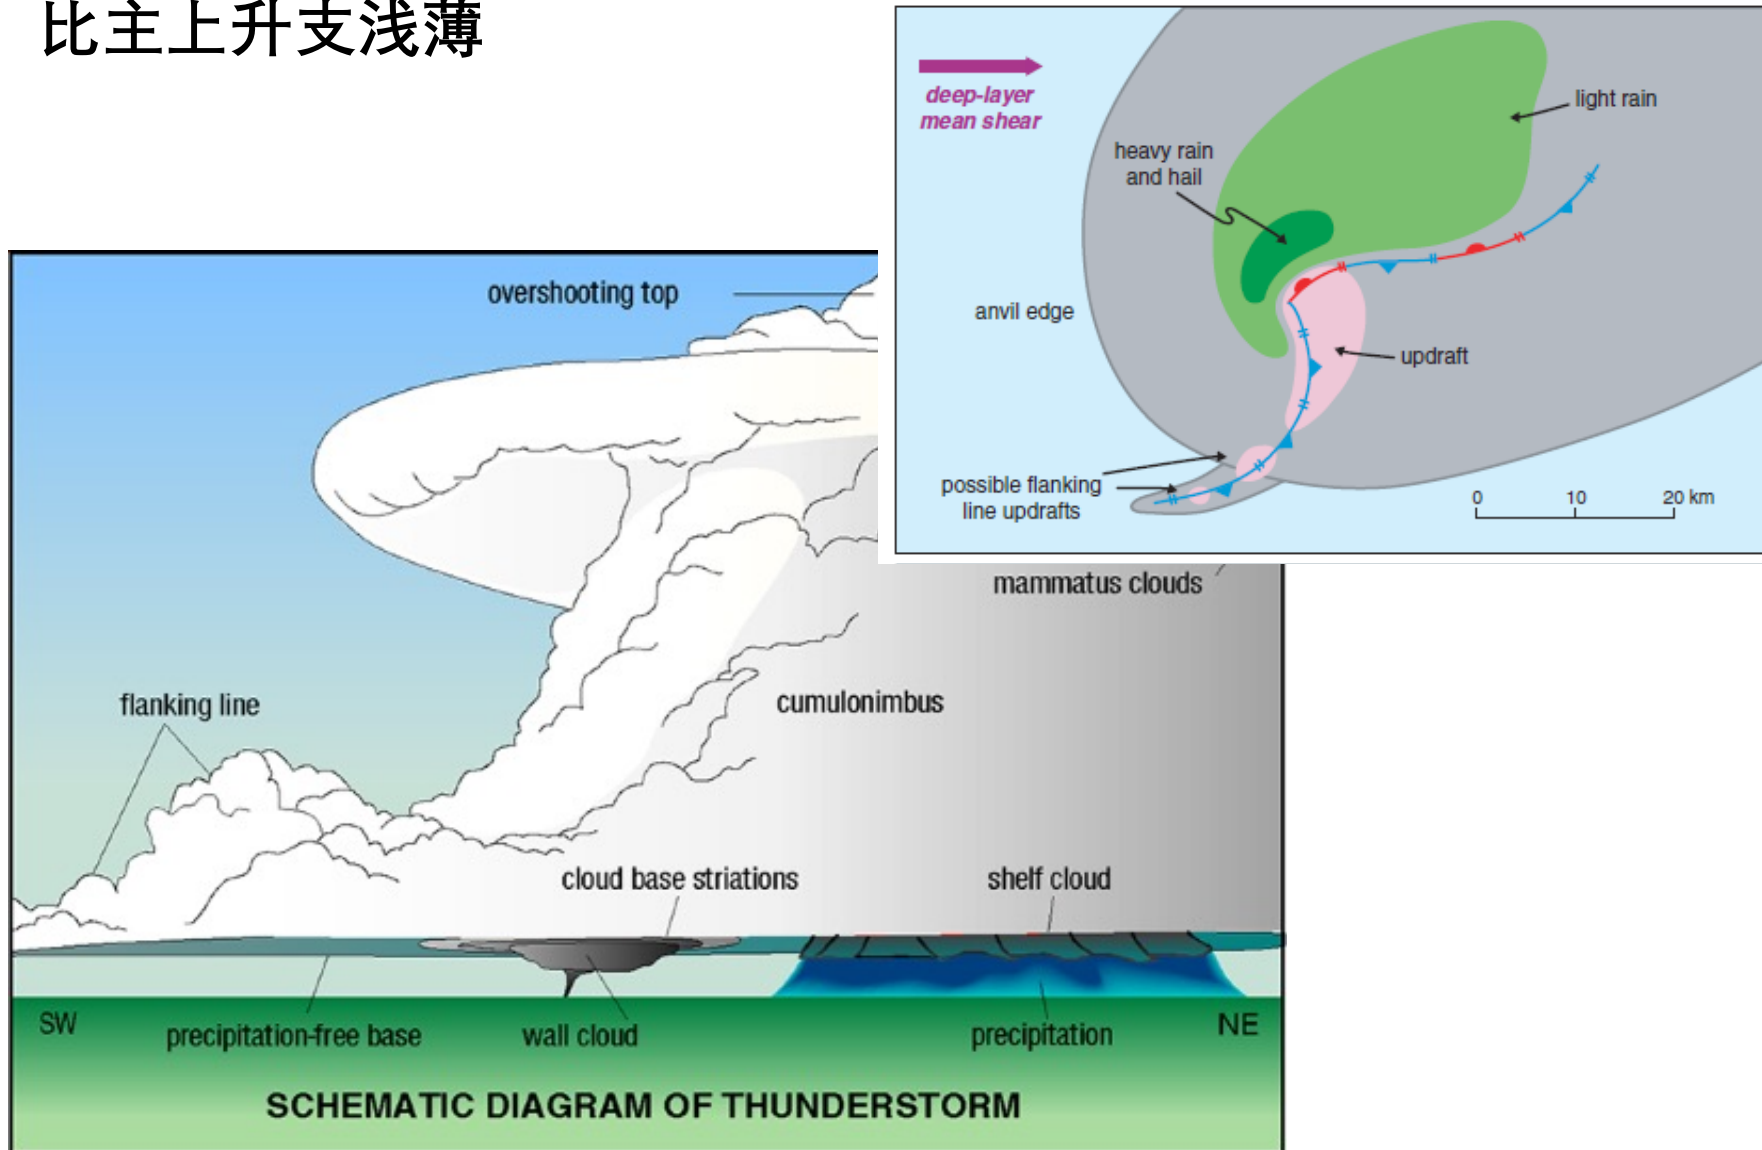 比主上升支浅薄
deep-layer
mean shear
light rain
heavy rain
and hail
anvil edge
updraft
possible flanking
line updrafts
0 10 20 km
overshooting top
mammatus clouds
flanking line
cumulonimbus
cloud base striations
shelf cloud
SW
precipitation-free base
wall cloud
precipitation
NE
SCHEMATIC DIAGRAM OF THUNDERSTORM